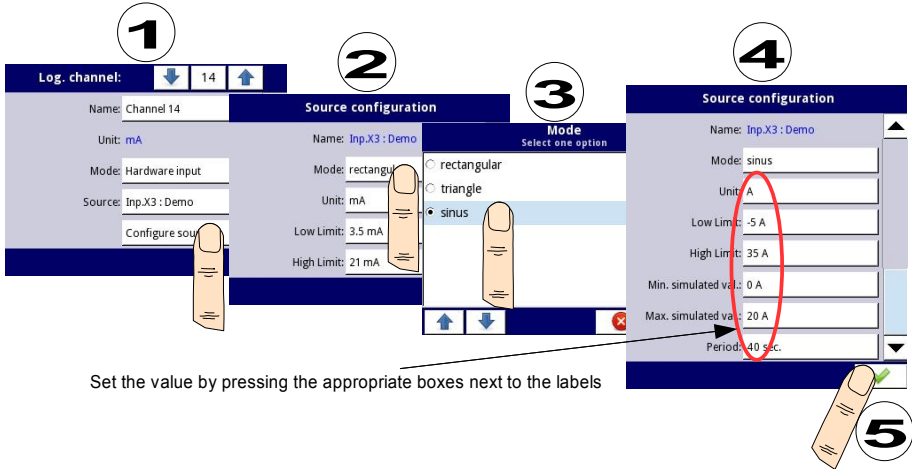 1
Log. channel: 14
Name: Channel 14
Unit: mA
Mode: Hardware input
Source: Inp.X3 : Demo
Configure sou
2
Source configuration
Name: Inp.X3 : Demo
Mode: rectangu
Unit: mA
Low Limit: 3.5 mA
High Limit: 21 mA
3
Mode
Select one option
rectangular
triangle
sinus
4
Source configuration
Name: Inp.X3 : Demo
Mode: sinus
Unit: A
Low Limit: -5 A
High Limit: 35 A
Min. simulated val.: 0 A
Max. simulated val.: 20 A
Period: 40 sec.
5
Set the value by pressing the appropriate boxes next to the labels